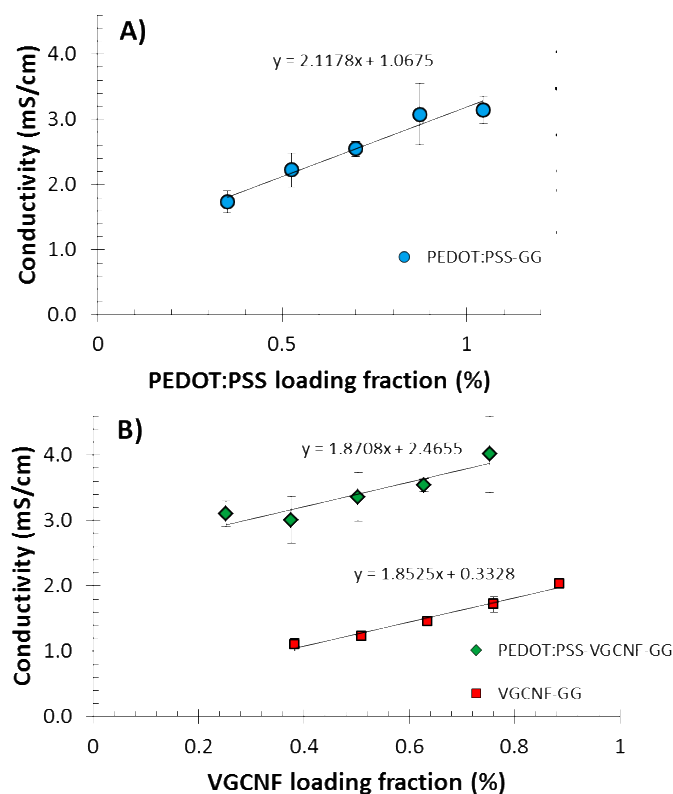 A)
y = 2.1178x + 1.0675
4.0
3.0
2.0
1.0
0.0
Conductivity (mS/cm)
PEDOT:PSS-GG
0 0.5 1
PEDOT:PSS loading fraction (%)
B)
y = 1.8708x + 2.4655
4.0
3.0
2.0
1.0
0.0
Conductivity (mS/cm)
y = 1.8525x + 0.3328
PEDOT:PSS-VGCNF-GG
VGCNF-GG
0 0.2 0.4 0.6 0.8 1
VGCNF loading fraction (%)